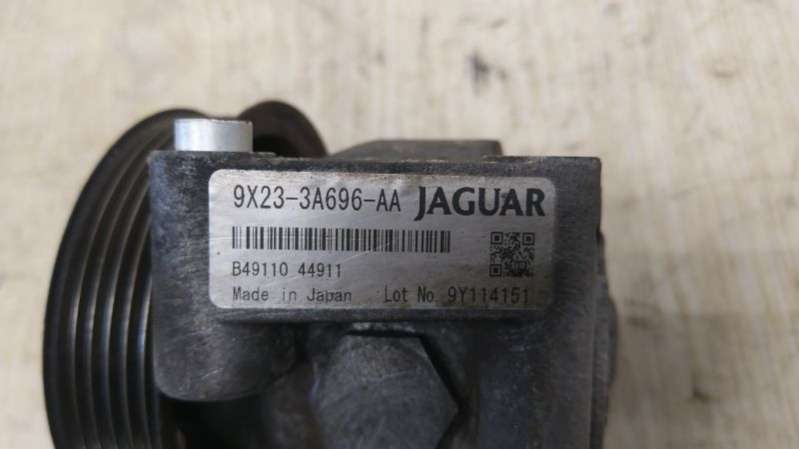 9X23-3A696-AA JAGUAR
B49110 44911
Made in Japan Lot No. 9Y114151